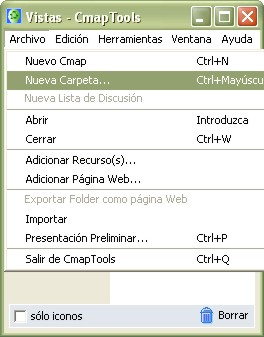 Vistas - CmapTools
Archivo Edición Herramientas Ventana Ayuda
Nuevo Cmap Ctrl+N
Nueva Carpeta... Ctrl+Mayúscu
Nueva Lista de Discusión
Abrir Introduzca
Cerrar Ctrl+W
Adicionar Recurso(s)...
Adicionar Página Web...
Exportar Folder como página Web
Importar
Presentación Preliminar... Ctrl+P
Salir de CmapTools Ctrl+Q
sólo iconos Borrar